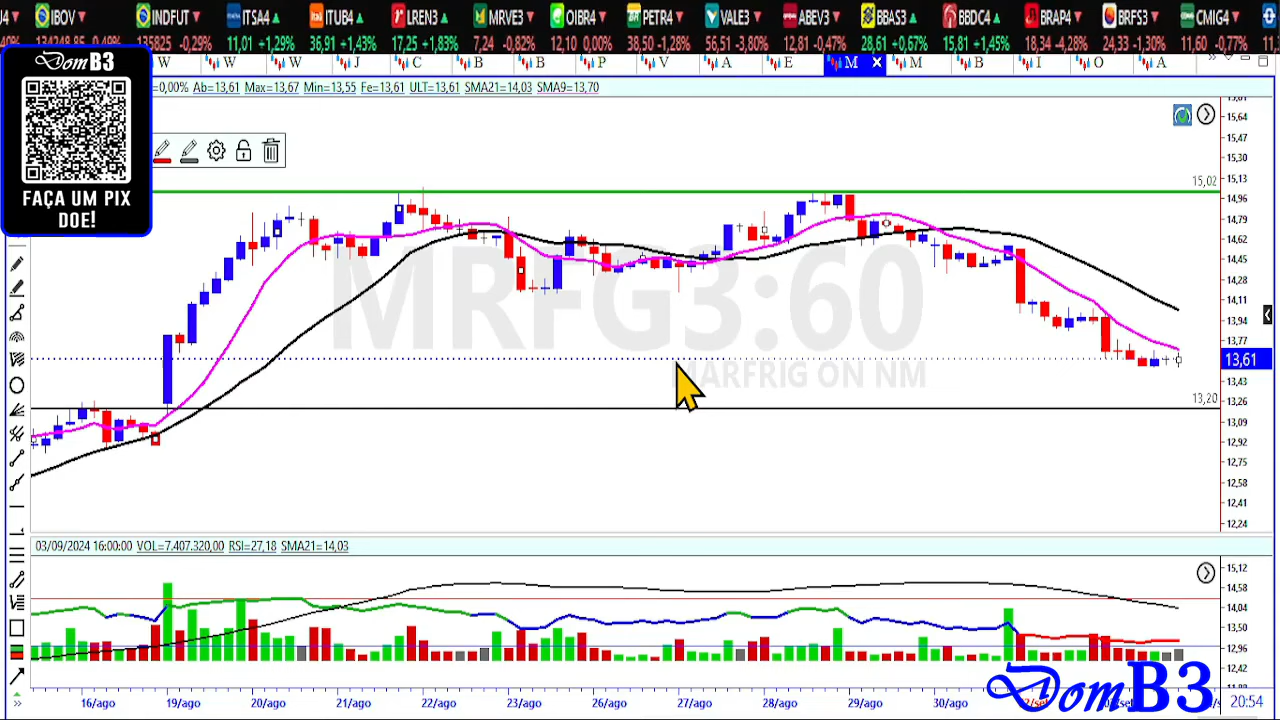 IBOV INDFUT ITSA4 ITUB4 LREN3 MRVE3 OIBR4 PETR4 VALE3 ABEV3 BBAS3 BBDC4 BRAP4 BRFS3 CMIG4
134248,85 -0,49% 135825 -0,29% 11,01 +1,29% 36,91 +1,43% 17,25 +1,83% 7,24 -0,82% 12,10 0,00% 38,50 -1,28% 56,51 -3,80% 12,81 -0,47% 28,61 +0,67% 15,81 +1,45% 18,34 -4,28% 24,33 -1,30% 11,60 -0,77%
DomB3
FAÇA UM PIX
DOE!
W W W J C B B P V A E M M B I O A
=0,00% Ab=13,61 Max=13,67 Min=13,55 Fe=13,61 ULT=13,61 SMA21=14,03 SMA9=13,70
15,64
15,47
15,30
15,13
15,02
14,96
14,79
14,62
14,45
14,28
14,11
13,94
13,77
13,61
13,43
13,20
13,26
13,09
12,92
12,75
12,58
12,41
12,24
MRFG3:60
MARFRIG ON NM
03/09/2024 16:00:00 VOL=7.407.320,00 RSI=27,18 SMA21=14,03
15,12
14,58
14,04
13,50
12,96
12,42
DomB3
16/ago 19/ago 20/ago 21/ago 22/ago 23/ago 26/ago 27/ago 28/ago 29/ago 30/ago
20:54